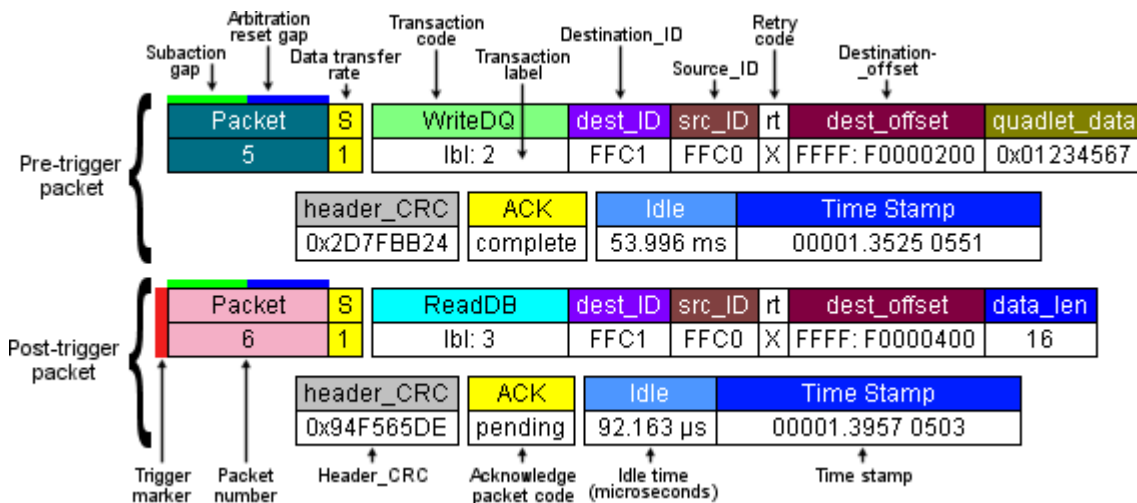 Subaction gap
Arbitration reset gap
Data transfer rate
Transaction code
Transaction label
Destination_ID
Source_ID
Retry code
Destination-_offset
Pre-trigger packet
Packet S WriteDQ dest_ID src_ID rt dest_offset quadlet_data
5 1 lbl: 2 FFC1 FFC0 X FFFF: F0000200 0x01234567
header_CRC ACK Idle Time Stamp
0x2D7FBB24 complete 53.996 ms 00001.3525 0551
Post-trigger packet
Packet S ReadDB dest_ID src_ID rt dest_offset data_len
6 1 lbl: 3 FFC1 FFC0 X FFFF: F0000400 16
header_CRC ACK Idle Time Stamp
0x94F565DE pending 92.163 µs 00001.3957 0503
Trigger marker
Packet number
Header_CRC
Acknowledge packet code
Idle time (microseconds)
Time stamp